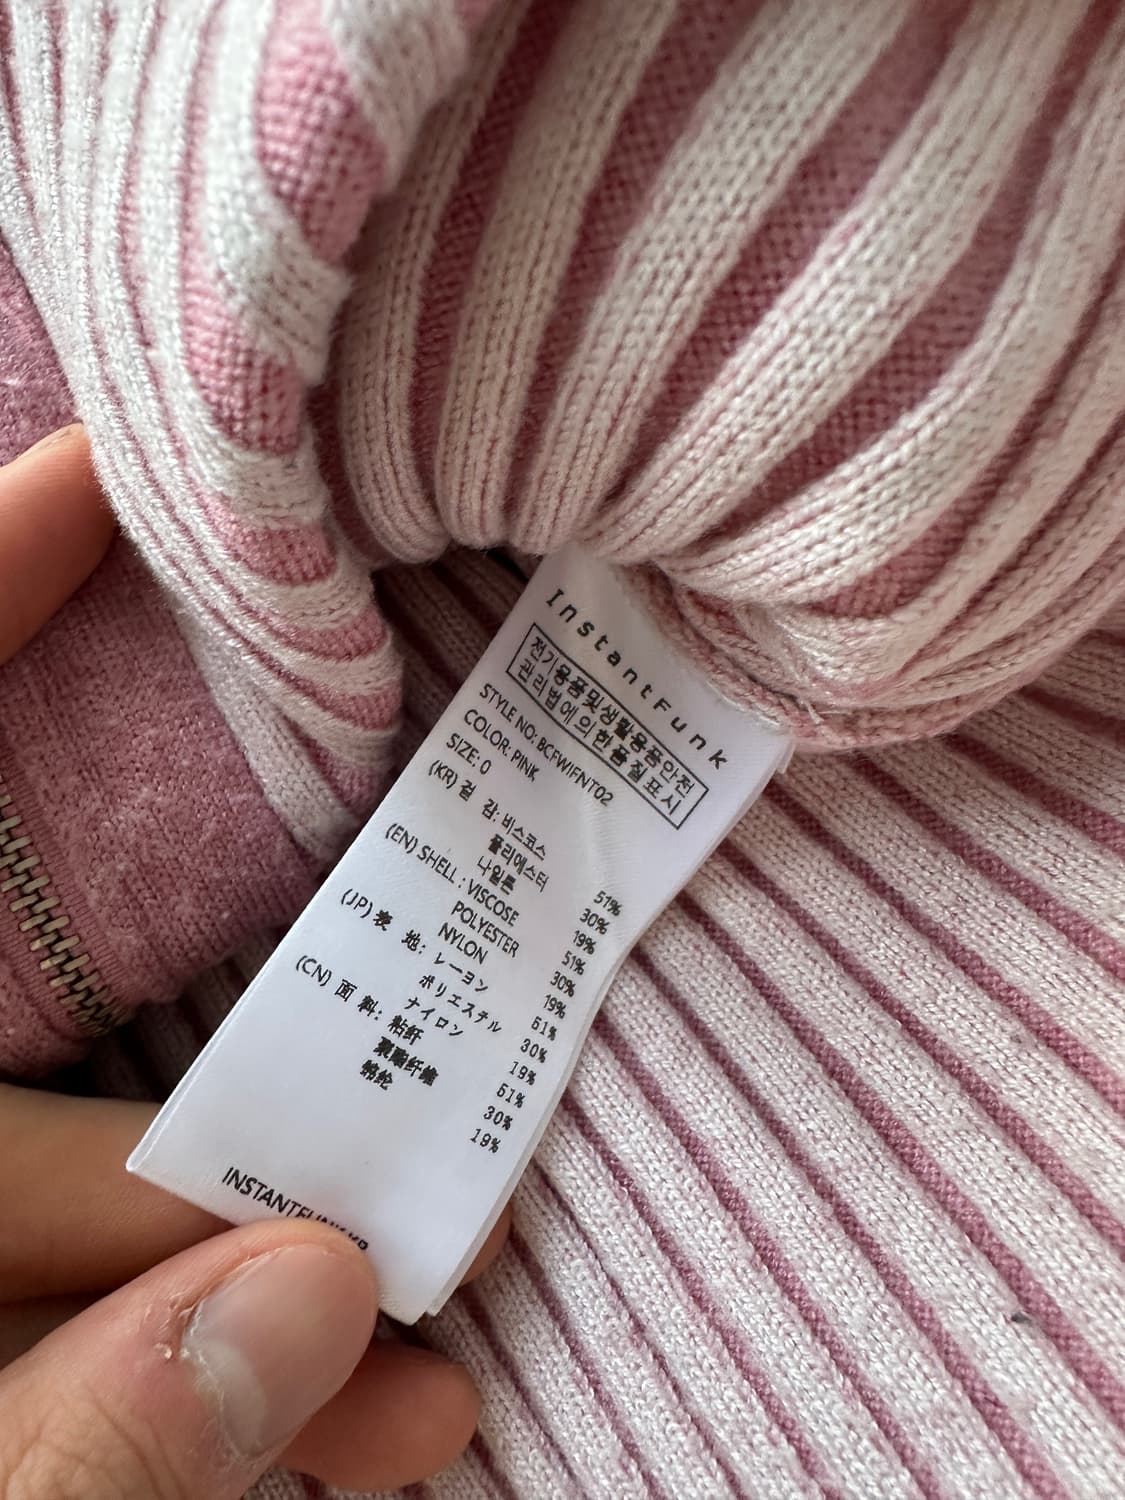 InstantFunk
전기용품및생활용품안전
관리법에의한품질표시
STYLE NO: BCFWIFNT02
COLOR: PINK
SIZE: 0
(KR) 겉 감: 비스코스 51%
폴리에스터 30%
나일론 19%
(EN) SHELL : VISCOSE 51%
POLYESTER 30%
NYLON 19%
(JP) 表 地: レーヨン 51%
ポリエステル 30%
ナイロン 19%
(CN) 面 料: 粘纤 51%
聚酯纤维 30%
锦纶 19%
INSTANTFUNK.KR